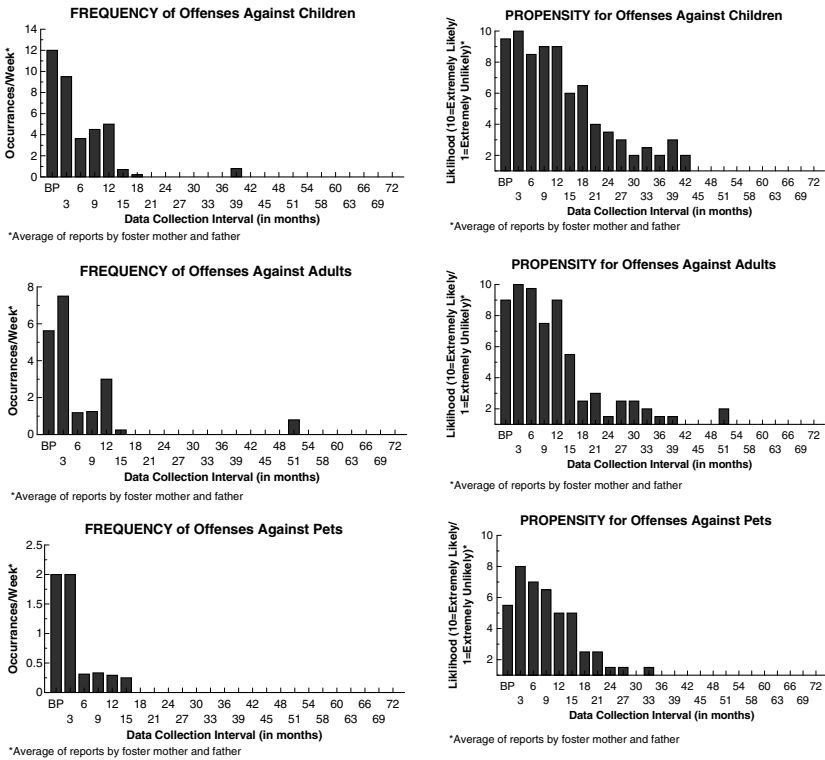 FREQUENCY of Offenses Against Children
Occurrances/Week*
14
12
10
8
6
4
2
0
BP 6 12 18 24 30 36 42 48 54 60 66 72
3 9 15 21 27 33 39 45 51 58 63 69
Data Collection Interval (in months)
*Average of reports by foster mother and father
PROPENSITY for Offenses Against Children
Liklihood (10=Extremely Likely/
1=Extremely Unlikely)*
10
8
6
4
2
BP 6 12 18 24 30 36 42 48 54 60 66 72
3 9 15 21 27 33 39 45 51 58 63 69
Data Collection Interval (in months)
*Average of reports by foster mother and father
FREQUENCY of Offenses Against Adults
Occurrances/Week*
8
6
4
2
0
BP 6 12 18 24 30 36 42 48 54 60 66 72
3 9 15 21 27 33 39 45 51 58 63 69
Data Collection Interval (in months)
*Average of reports by foster mother and father
PROPENSITY for Offenses Against Adults
Liklihood (10=Extremely Likely/
1=Extremely Unlikely)*
10
8
6
4
2
BP 6 12 18 24 30 36 42 48 54 60 66 72
3 9 15 21 27 33 39 45 51 58 63 69
Data Collection Interval (in months)
*Average of reports by foster mother and father
FREQUENCY of Offenses Against Pets
Occurrances/Week*
2.5
2
1.5
1
0.5
0
BP 6 12 18 24 30 36 42 48 54 60 66 72
3 9 15 21 27 33 39 45 51 58 63 69
Data Collection Interval (in months)
*Average of reports by foster mother and father
PROPENSITY for Offenses Against Pets
Liklihood (10=Extremely Likely/
1=Extremely Unlikely)*
10
8
6
4
2
BP 6 12 18 24 30 36 42 48 54 60 66 72
3 9 15 21 27 33 39 45 51 58 63 69
Data Collection Interval (in months)
*Average of reports by foster mother and father